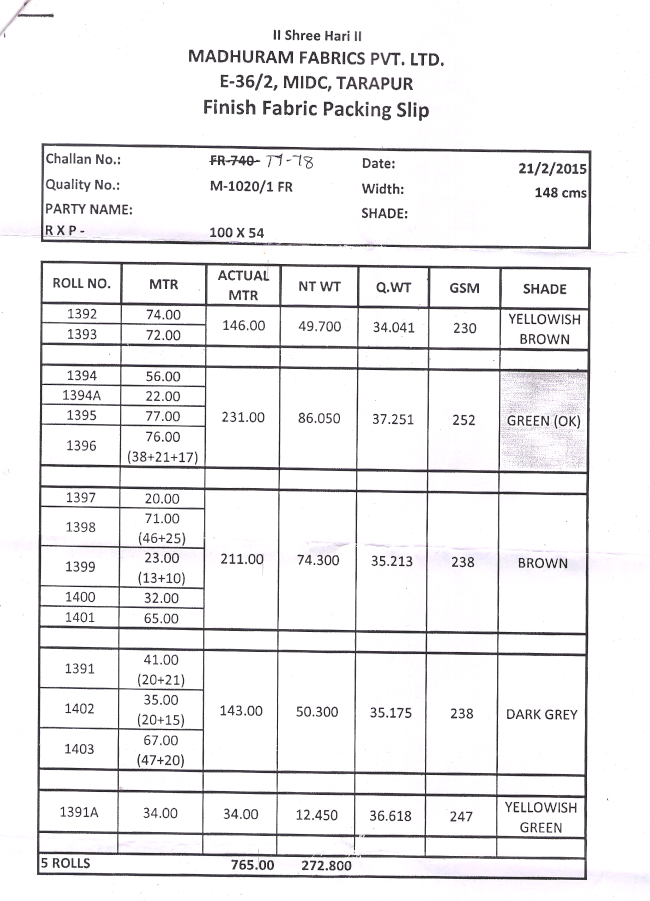 II Shree Hari II
MADHURAM FABRICS PVT. LTD.
E-36/2, MIDC, TARAPUR
Finish Fabric Packing Slip
Challan No.: FR-740- T1-78 Date: 21/2/2015
Quality No.: M-1020/1 FR Width: 148 cms
PARTY NAME: SHADE:
R X P - 100 X 54
ROLL NO. MTR ACTUAL MTR NT WT Q.WT GSM SHADE
1392 74.00 146.00 49.700 34.041 230 YELLOWISH BROWN
1393 72.00
1394 56.00 231.00 86.050 37.251 252 GREEN (OK)
1394A 22.00
1395 77.00
1396 76.00
(38+21+17)
1397 20.00 211.00 74.300 35.213 238 BROWN
1398 71.00
(46+25)
1399 23.00
(13+10)
1400 32.00
1401 65.00
1391 41.00 143.00 50.300 35.175 238 DARK GREY
(20+21)
1402 35.00
(20+15)
1403 67.00
(47+20)
1391A 34.00 34.00 12.450 36.618 247 YELLOWISH GREEN
5 ROLLS 765.00 272.800